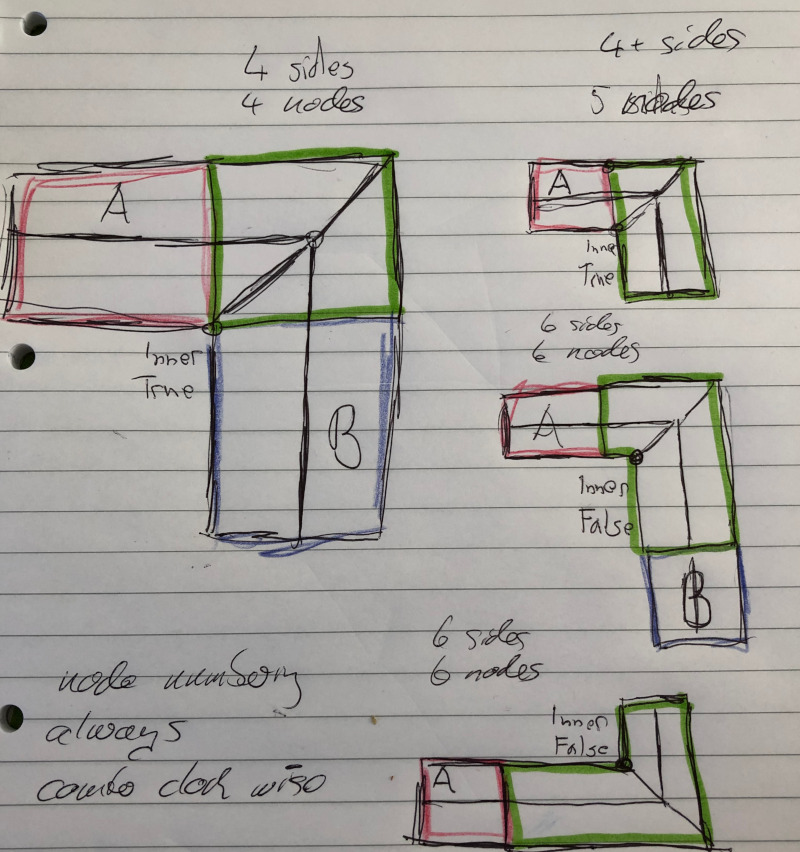 4 sides
4 nodes
4+ sides
5 nodes
A
Inner
True
B
A
Inner
True
6 sides
6 nodes
A
Inner
False
B
6 sides
6 nodes
Inner
False
A
node numbering
always
clock wise